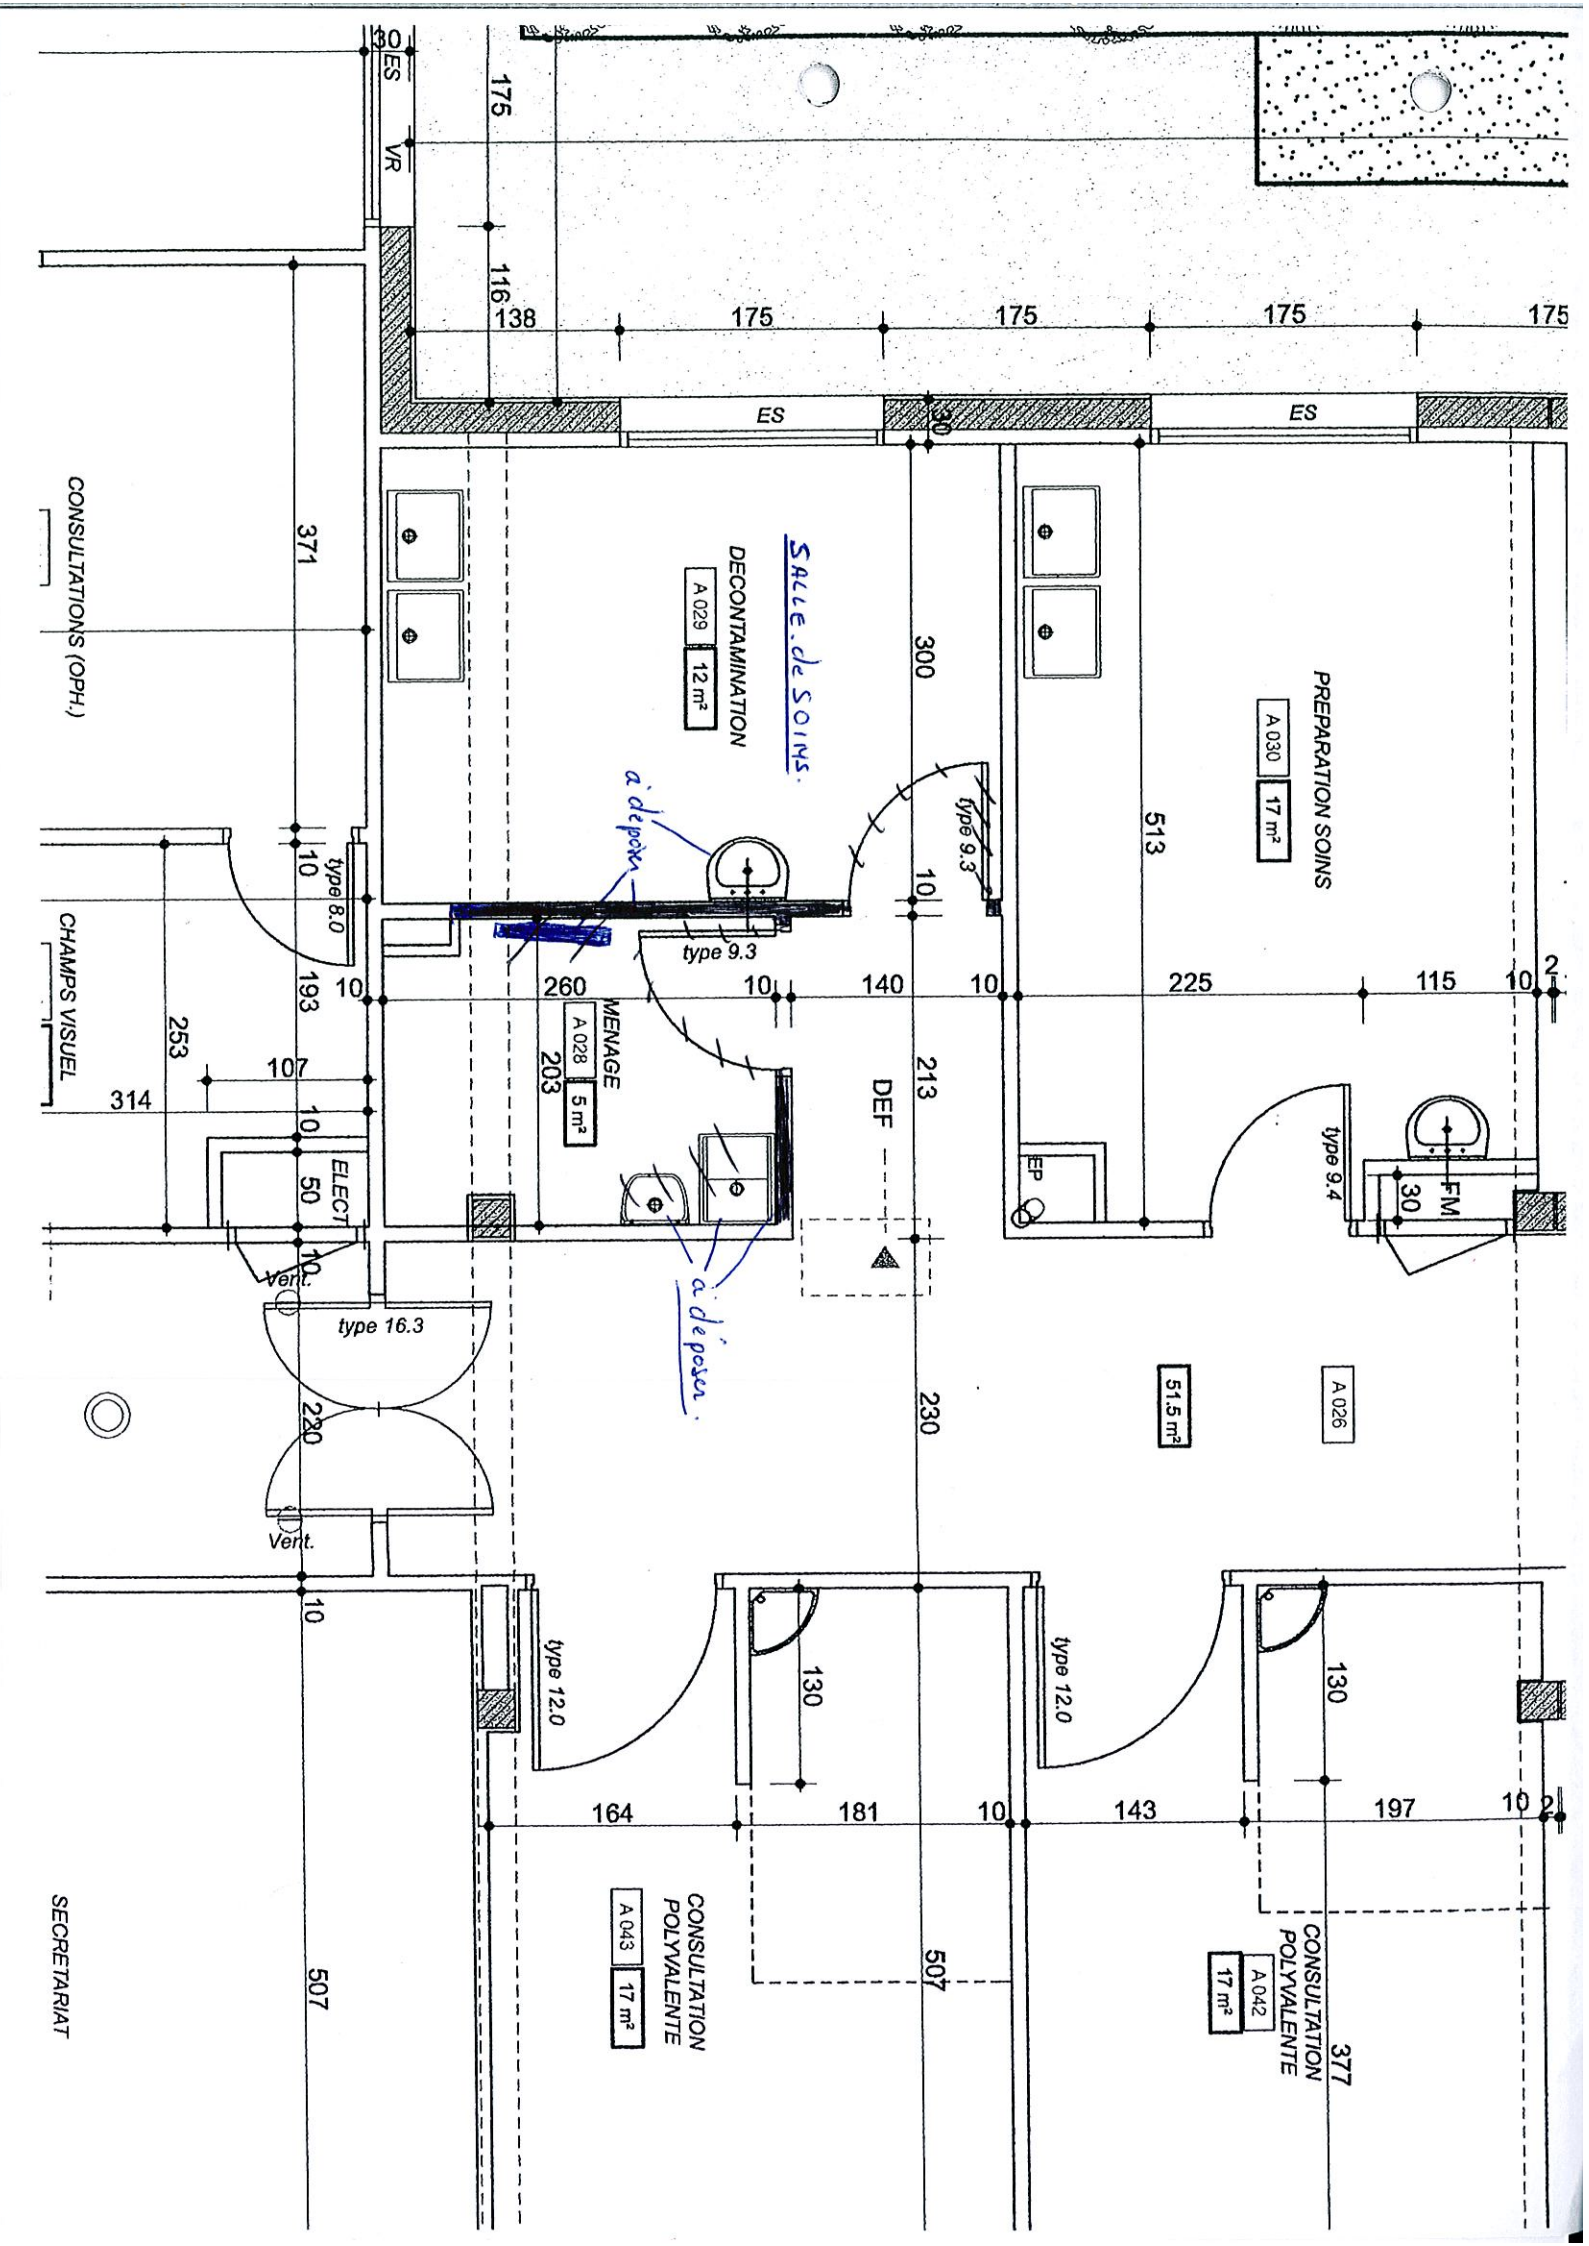 30
ES
VR
175
116
138
175
175
175
175
ES
30
ES
CONSULTATIONS (OPH.)
371
DECONTAMINATION
A 029
12 m²
SALLE de SOINS.
300
PREPARATION SOINS
A 030
17 m²
513
à déposer
type 9.3
10
10
type 8.0
type 9.3
CHAMPS VISUEL
193
10
260
10
140
10
225
115
10
2
253
107
314
10
MENAGE
A 028
5 m²
203
213
DEF
type 9.4
EP
FM
30
ELECT
50
10
Vent.
type 16.3
à déposer.
230
51.5 m²
A 026
220
Vent.
10
type 12.0
130
type 12.0
130
164
181
10
143
197
10
2
SECRETARIAT
507
CONSULTATION
POLYVALENTE
A 043
17 m²
507
CONSULTATION
POLYVALENTE
A 042
17 m²
377